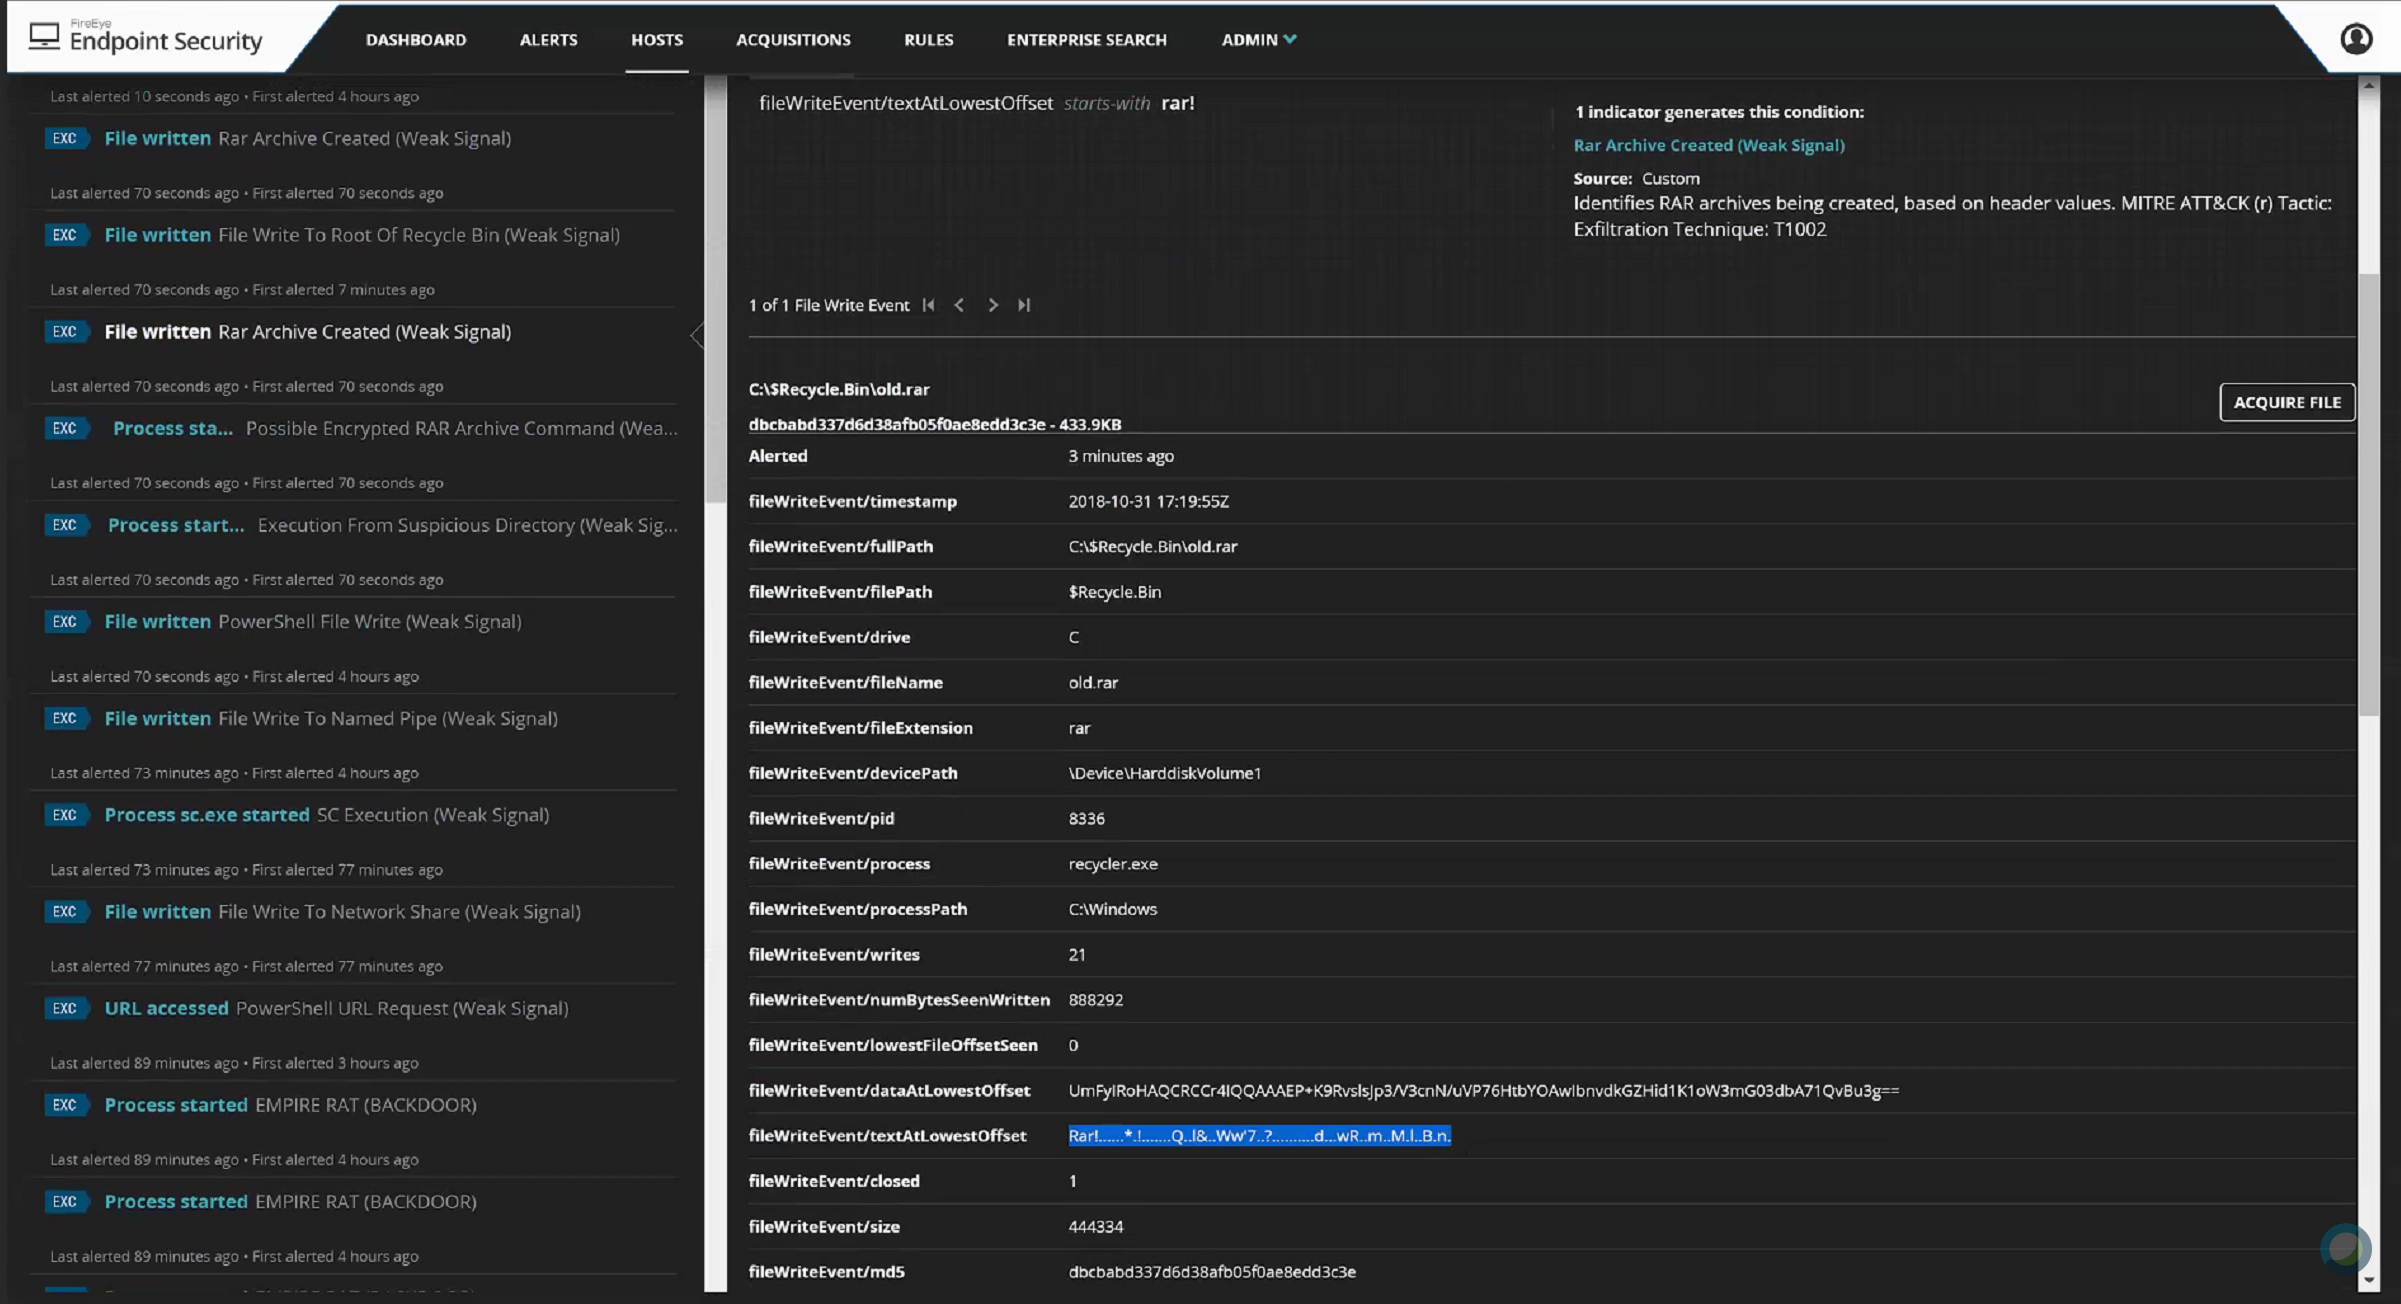 FireEye
Endpoint Security
DASHBOARD
ALERTS
HOSTS
ACQUISITIONS
RULES
ENTERPRISE SEARCH
ADMIN
Last alerted 10 seconds ago • First alerted 4 hours ago
EXC File written Rar Archive Created (Weak Signal)
Last alerted 70 seconds ago • First alerted 70 seconds ago
EXC File written File Write To Root Of Recycle Bin (Weak Signal)
Last alerted 70 seconds ago • First alerted 7 minutes ago
EXC File written Rar Archive Created (Weak Signal)
Last alerted 70 seconds ago • First alerted 70 seconds ago
EXC Process sta... Possible Encrypted RAR Archive Command (Wea...
Last alerted 70 seconds ago • First alerted 70 seconds ago
EXC Process start... Execution From Suspicious Directory (Weak Sig...
Last alerted 70 seconds ago • First alerted 70 seconds ago
EXC File written PowerShell File Write (Weak Signal)
Last alerted 70 seconds ago • First alerted 4 hours ago
EXC File written File Write To Named Pipe (Weak Signal)
Last alerted 73 minutes ago • First alerted 4 hours ago
EXC Process sc.exe started SC Execution (Weak Signal)
Last alerted 73 minutes ago • First alerted 77 minutes ago
EXC File written File Write To Network Share (Weak Signal)
Last alerted 77 minutes ago • First alerted 77 minutes ago
EXC URL accessed PowerShell URL Request (Weak Signal)
Last alerted 89 minutes ago • First alerted 3 hours ago
EXC Process started EMPIRE RAT (BACKDOOR)
Last alerted 89 minutes ago • First alerted 4 hours ago
EXC Process started EMPIRE RAT (BACKDOOR)
Last alerted 89 minutes ago • First alerted 4 hours ago
fileWriteEvent/textAtLowestOffset starts-with rar!
1 indicator generates this condition:
Rar Archive Created (Weak Signal)
Source: Custom
Identifies RAR archives being created, based on header values. MITRE ATT&CK (r) Tactic:
Exfiltration Technique: T1002
1 of 1 File Write Event
C:\$Recycle.Bin\old.rar
dbcbabd337d6d38afb05f0ae8edd3c3e - 433.9KB
ACQUIRE FILE
Alerted 3 minutes ago
fileWriteEvent/timestamp 2018-10-31 17:19:55Z
fileWriteEvent/fullPath C:\$Recycle.Bin\old.rar
fileWriteEvent/filePath $Recycle.Bin
fileWriteEvent/drive C
fileWriteEvent/fileName old.rar
fileWriteEvent/fileExtension rar
fileWriteEvent/devicePath \Device\HarddiskVolume1
fileWriteEvent/pid 8336
fileWriteEvent/process recycler.exe
fileWriteEvent/processPath C:\Windows
fileWriteEvent/writes 21
fileWriteEvent/numBytesSeenWritten 888292
fileWriteEvent/lowestFileOffsetSeen 0
fileWriteEvent/dataAtLowestOffset UmFyIRoHAQCRCCr4IQQAAAEP+K9RvslsJp3/V3cnN/uVP76HtbYOAwIbnvdkGZHid1K1oW3mG03dbA71QvBu3g==
fileWriteEvent/textAtLowestOffset Rar!......*.!.......Q..l&..Ww'7..?..........d...wR..m..M.l..B.n.
fileWriteEvent/closed 1
fileWriteEvent/size 444334
fileWriteEvent/md5 dbcbabd337d6d38afb05f0ae8edd3c3e